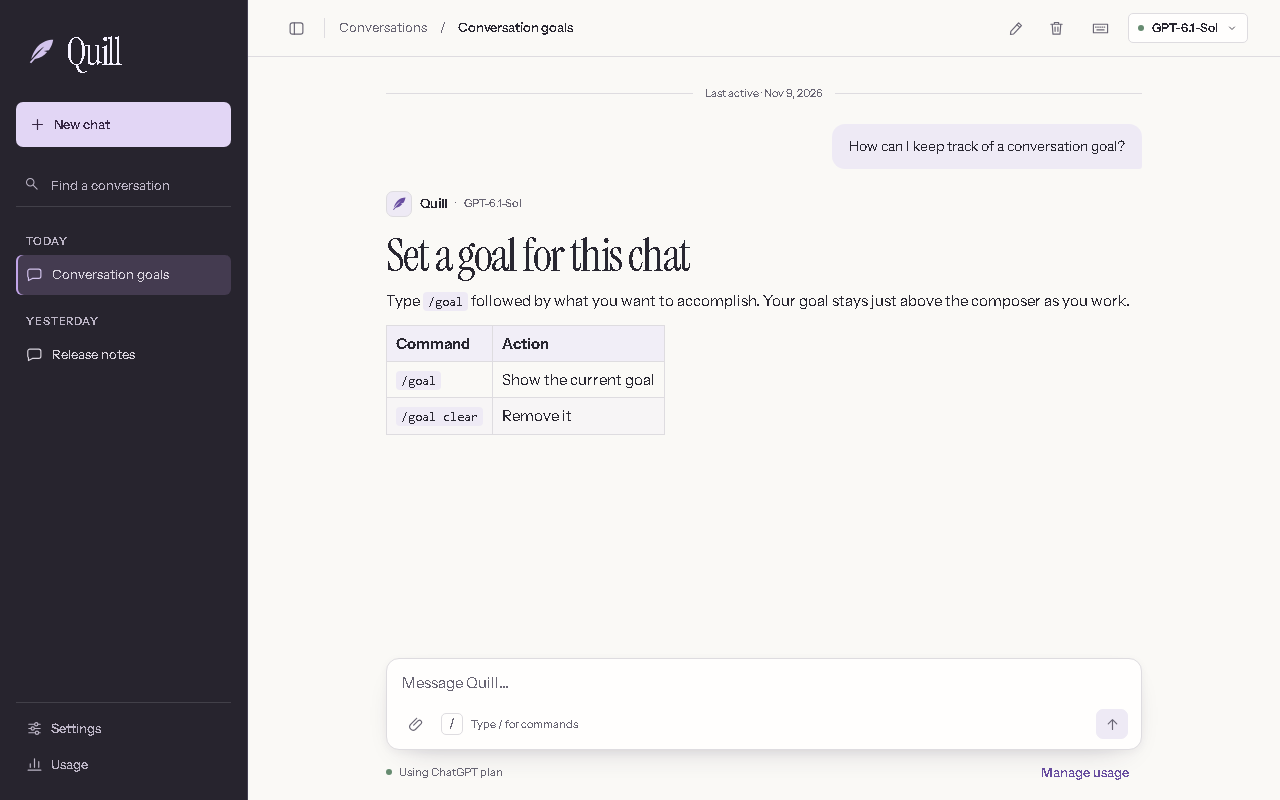 Quill
New chat
Find a conversation
TODAY
Conversation goals
YESTERDAY
Release notes
Settings
Usage
Conversations / Conversation goals
GPT-6.1-Sol
Last active · Nov 9, 2026
How can I keep track of a conversation goal?
Quill · GPT-6.1-Sol
Set a goal for this chat
Type /goal followed by what you want to accomplish. Your goal stays just above the composer as you work.
Command Action
/goal Show the current goal
/goal clear Remove it
Message Quill...
/ Type / for commands
Using ChatGPT plan
Manage usage